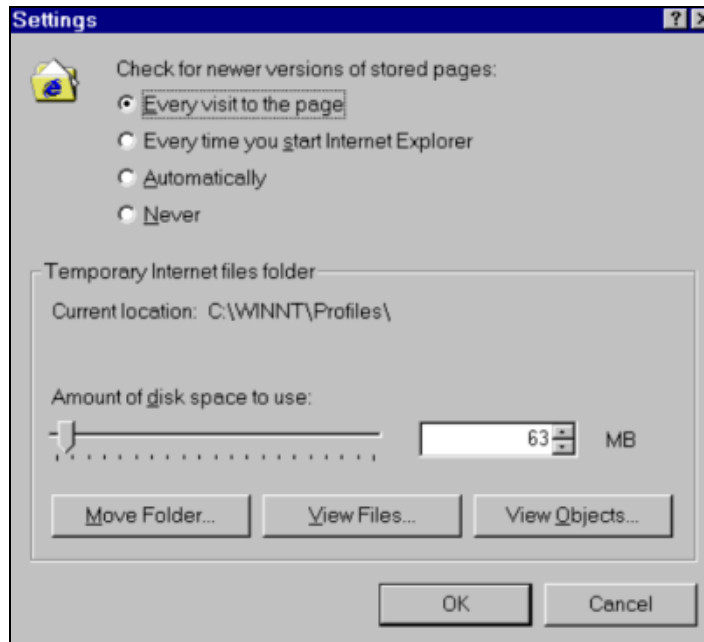 Settings
Check for newer versions of stored pages:
Every visit to the page
Every time you start Internet Explorer
Automatically
Never
Temporary Internet files folder
Current location: C:\WINNT\Profiles\
Amount of disk space to use:
63 MB
Move Folder... View Files... View Objects...
OK Cancel